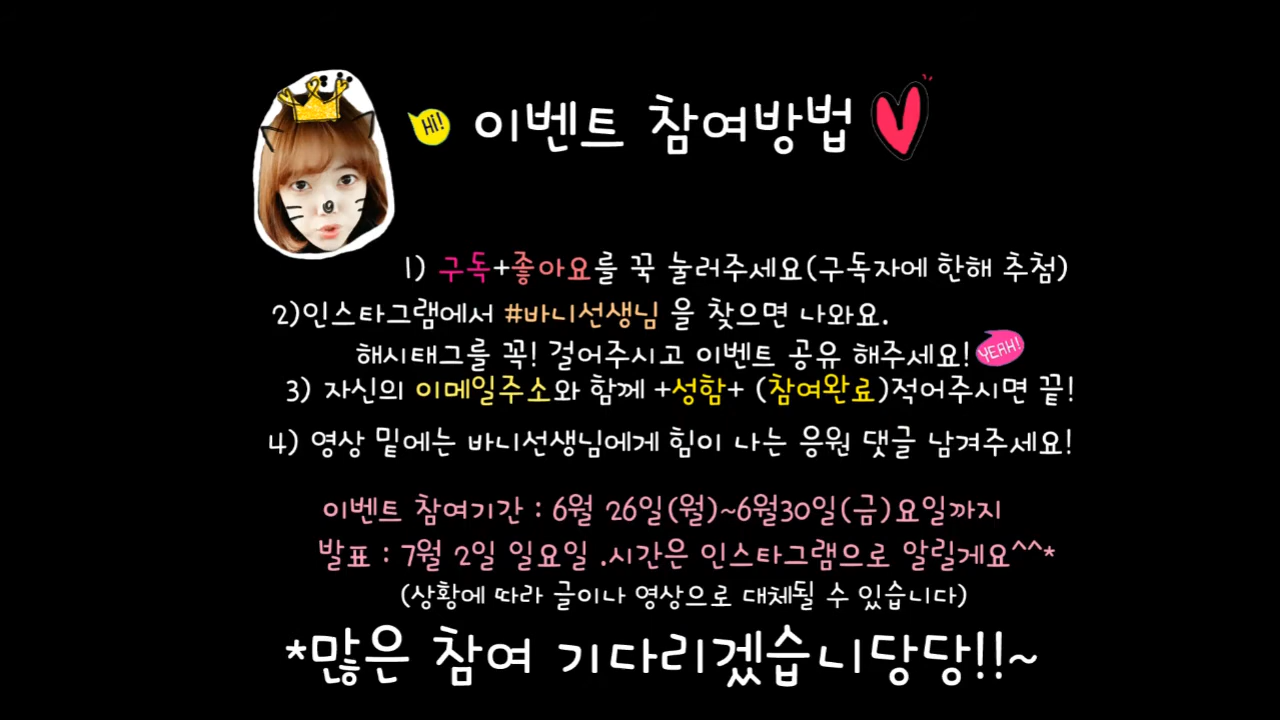 Hi! 이벤트 참여방법
1) 구독+좋아요를 꾹 눌러주세요(구독자에 한해 추첨)
2)인스타그램에서 #바니선생님 을 찾으면 나와요.
해시태그를 꼭! 걸어주시고 이벤트 공유 해주세요! YEAH!
3) 자신의 이메일주소와 함께 +성함+ (참여완료)적어주시면 끝!
4) 영상 밑에는 바니선생님에게 힘이 나는 응원 댓글 남겨주세요!
이벤트 참여기간 : 6월 26일(월)~6월30일(금)요일까지
발표 : 7월 2일 일요일 .시간은 인스타그램으로 알릴게요^^*
(상황에 따라 글이나 영상으로 대체될 수 있습니다)
*많은 참여 기다리겠습니당당!!~